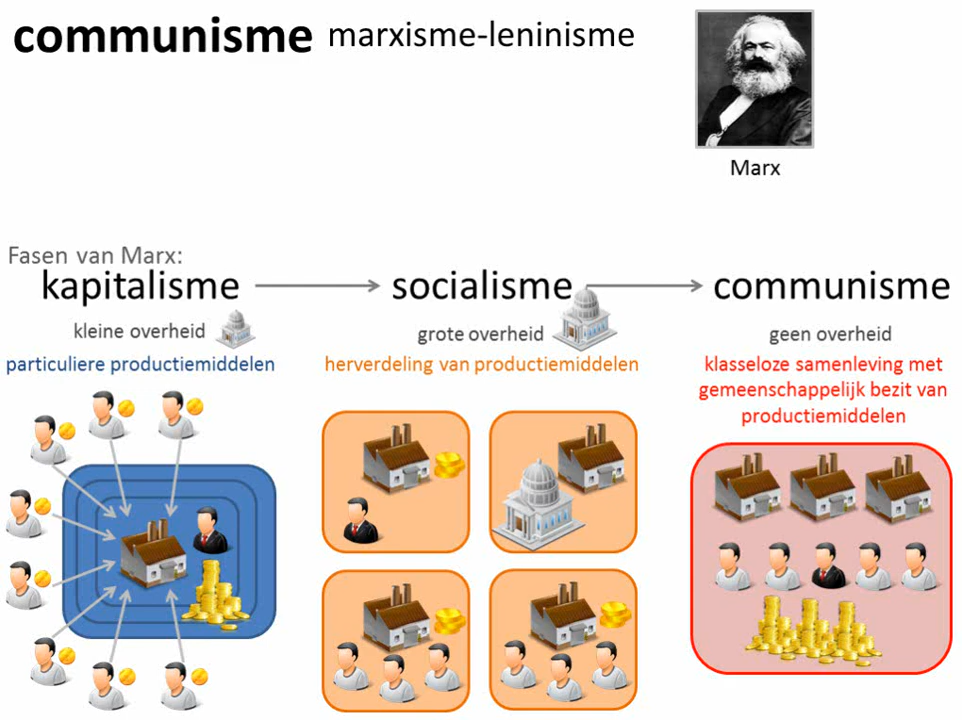 communisme marxisme-leninisme
Marx
Fasen van Marx:
kapitalisme socialisme communisme
kleine overheid grote overheid geen overheid
particuliere productiemiddelen herverdeling van productiemiddelen klasseloze samenleving met
gemeenschappelijk bezit van
productiemiddelen